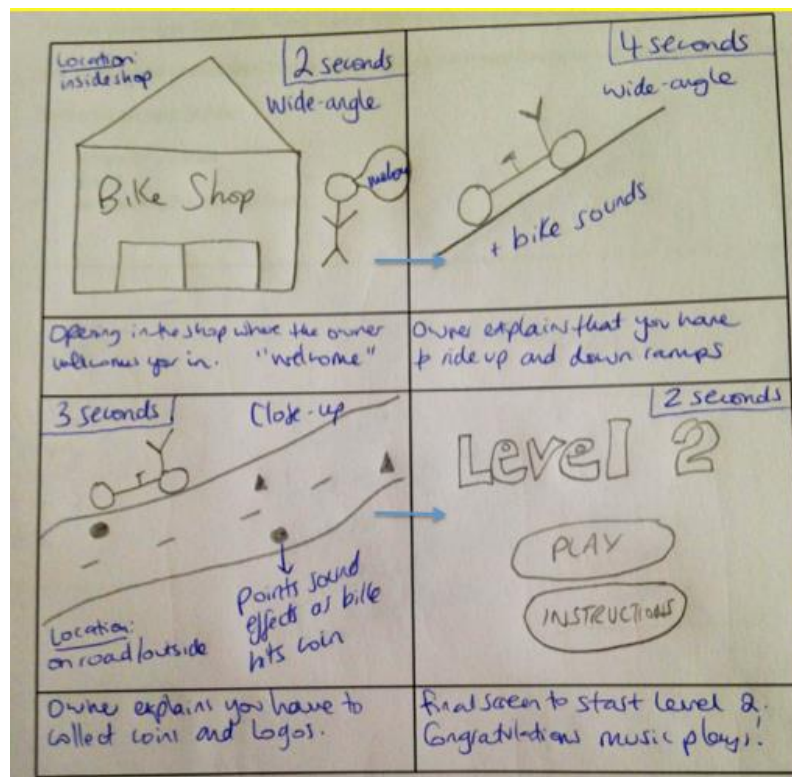 Location:
inside shop
2 seconds
Wide-angle
Bike Shop
Opening in the shop where the owner
welcomes you in. "welcome"
4 seconds
wide-angle
+ bike sounds
Owner explains that you have
to ride up and down ramps
3 seconds
Close-up
Points sound
effects as bike
hits coin
Location:
on road/outside
Owner explains you have to
collect coins and logos.
2 seconds
Level 2
PLAY
INSTRUCTIONS
final screen to start Level 2.
Congratulations music plays!